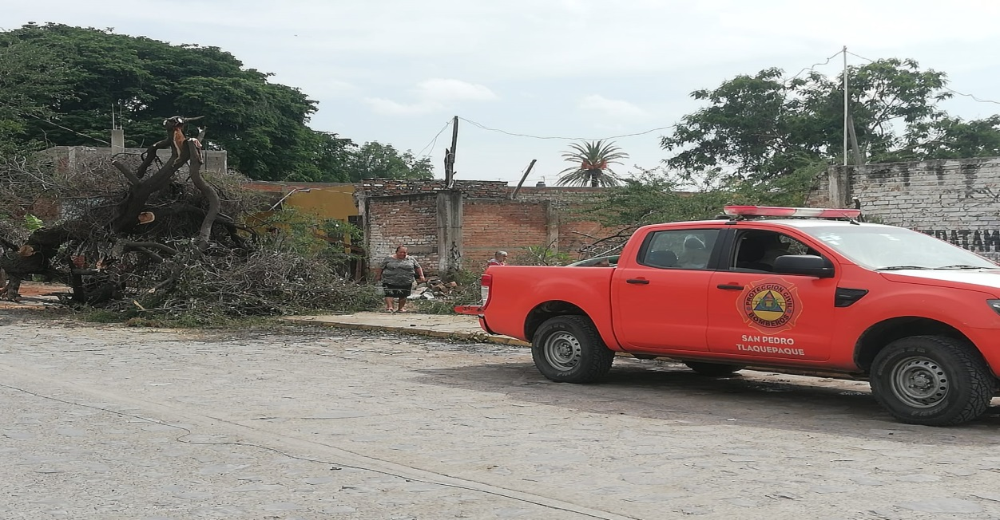 PROTECCION CIVIL
BOMBEROS
SAN PEDRO
TLAQUEPAQUE